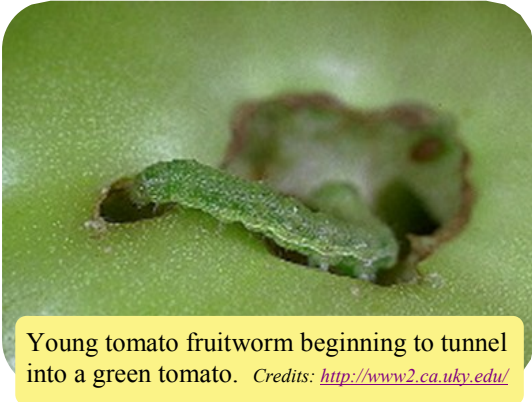 Young tomato fruitworm beginning to tunnel
into a green tomato. Credits: http://www2.ca.uky.edu/